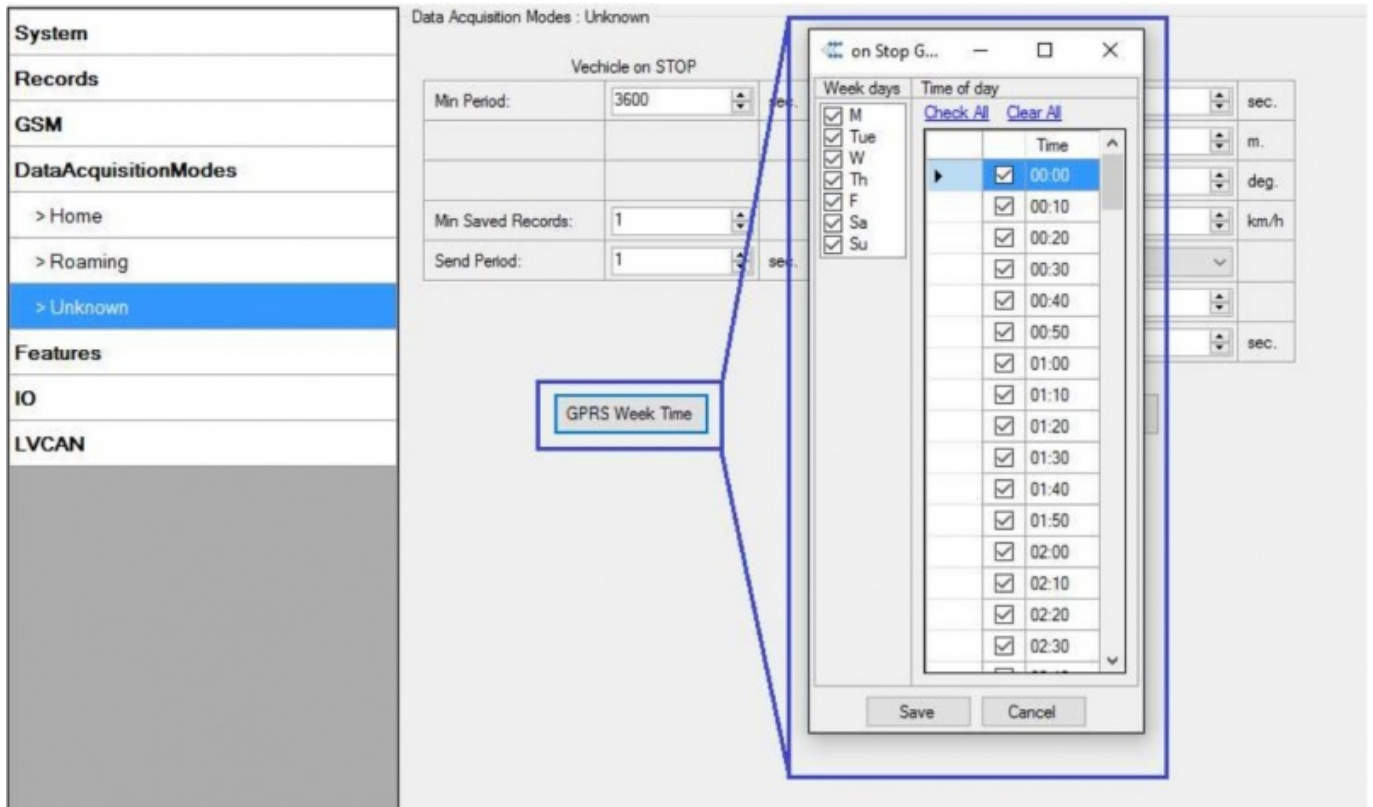 System
Records
GSM
DataAcquisitionModes
> Home
> Roaming
> Unknown
Features
IO
LVCAN
Data Acquisition Modes : Unknown
Vechicle on STOP
Min Period: 3600 sec.
Min Saved Records: 1
Send Period: 1 sec.
GPRS Week Time
on Stop G...
Week days
M
Tue
W
Th
F
Sa
Su
Time of day
Check All Clear All
Time
00:00
00:10
00:20
00:30
00:40
00:50
01:00
01:10
01:20
01:30
01:40
01:50
02:00
02:10
02:20
02:30
Save Cancel
sec.
m.
deg.
km/h
sec.